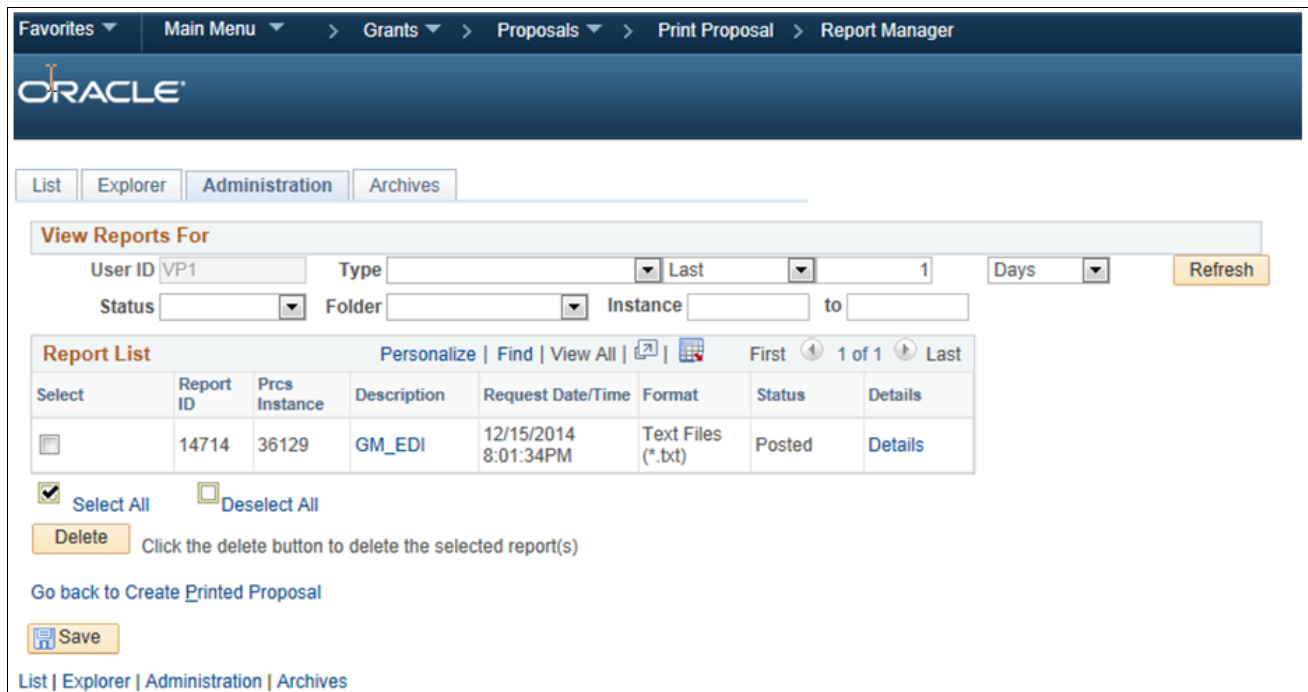 Favorites Main Menu > Grants > Proposals > Print Proposal > Report Manager
ORACLE®
List Explorer Administration Archives
View Reports For
User ID VP1 Type Last 1 Days Refresh
Status Folder Instance to
Report List Personalize | Find | View All | | First 1 of 1 Last
Select Report ID Prcs Instance Description Request Date/Time Format Status Details
14714 36129 GM_EDI 12/15/2014 8:01:34PM Text Files (*.txt) Posted Details
Select All Deselect All
Delete Click the delete button to delete the selected report(s)
Go back to Create Printed Proposal
Save
List | Explorer | Administration | Archives